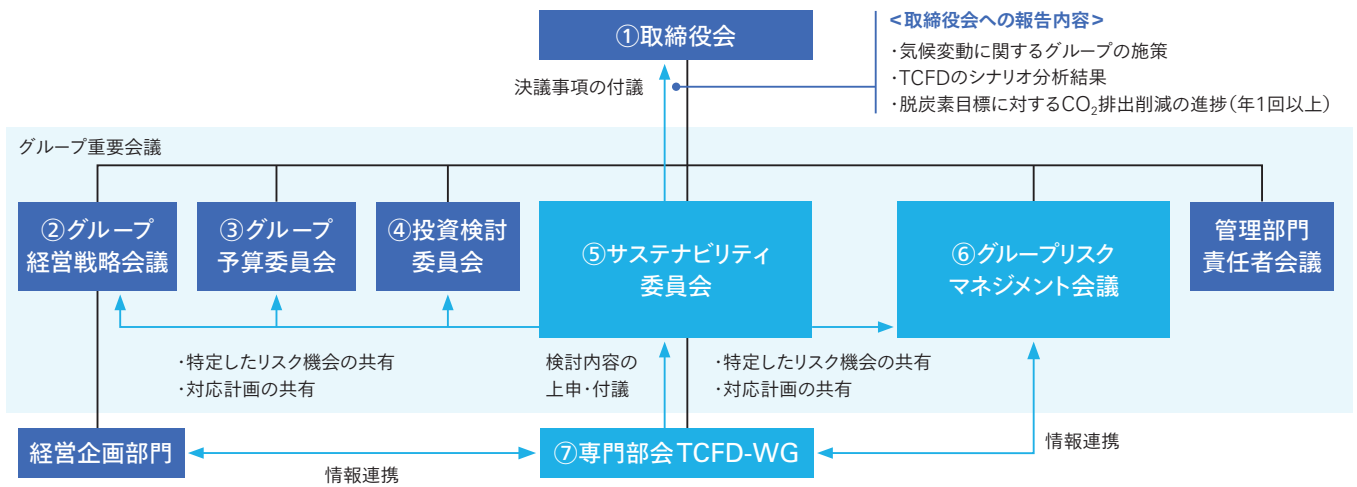 ①取締役会
<取締役会への報告内容>
・気候変動に関するグループの施策
・TCFDのシナリオ分析結果
・脱炭素目標に対するCO₂排出削減の進捗(年1回以上)
決議事項の付議
グループ重要会議
②グループ
経営戦略会議
③グループ
予算委員会
④投資検討
委員会
⑤サステナビリティ
委員会
⑥グループリスク
マネジメント会議
管理部門
責任者会議
・特定したリスク機会の共有
・対応計画の共有
検討内容の
上申・付議
・特定したリスク機会の共有
・対応計画の共有
経営企画部門
情報連携
⑦専門部会TCFD-WG
情報連携